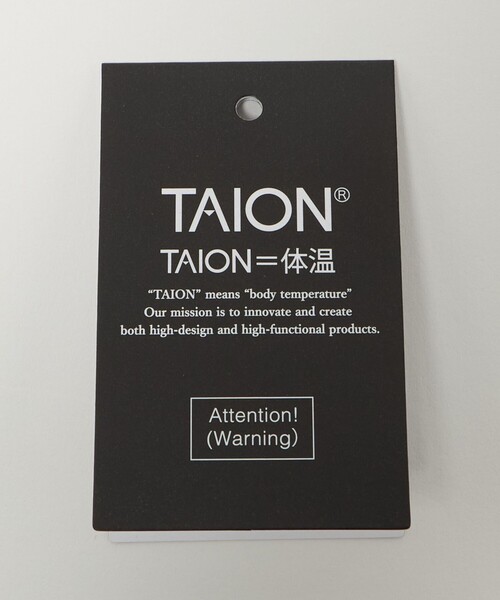 TAION®
TAION=体温
“TAION” means “body temperature”
Our mission is to innovate and create
both high-design and high-functional products.
Attention!
(Warning)